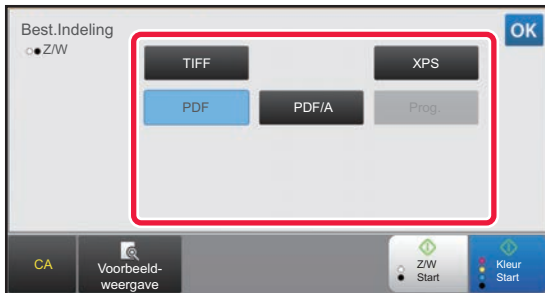 Best.Indeling
Z/W
OK
TIFF
XPS
PDF
PDF/A
Prog.
CA
Voorbeeld-
weergave
Z/W
Start
Kleur
Start